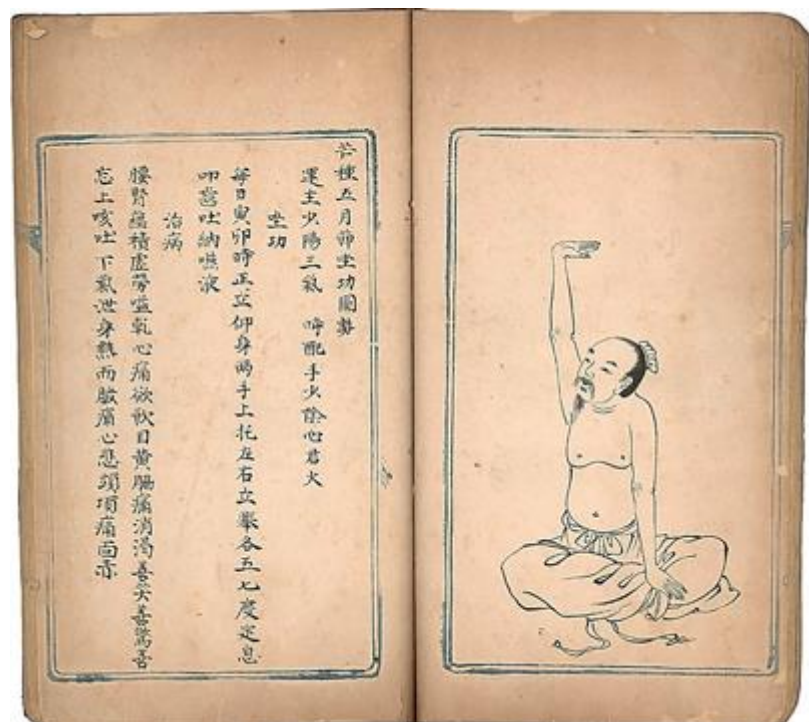 芒種五月節坐功圖勢
運主少陽三氣　時配手少陰心君火
坐功
每日寅卯時正立仰身兩手上托左右立舉各五七度定息
叩齒吐納嚥液
治病
腰腎蘊積虛勞嗌乾心痛欲飲目黃脇痛消渴善笑善驚善
忘上咳吐下氣泄身熱而股痛心悲頭項痛面赤